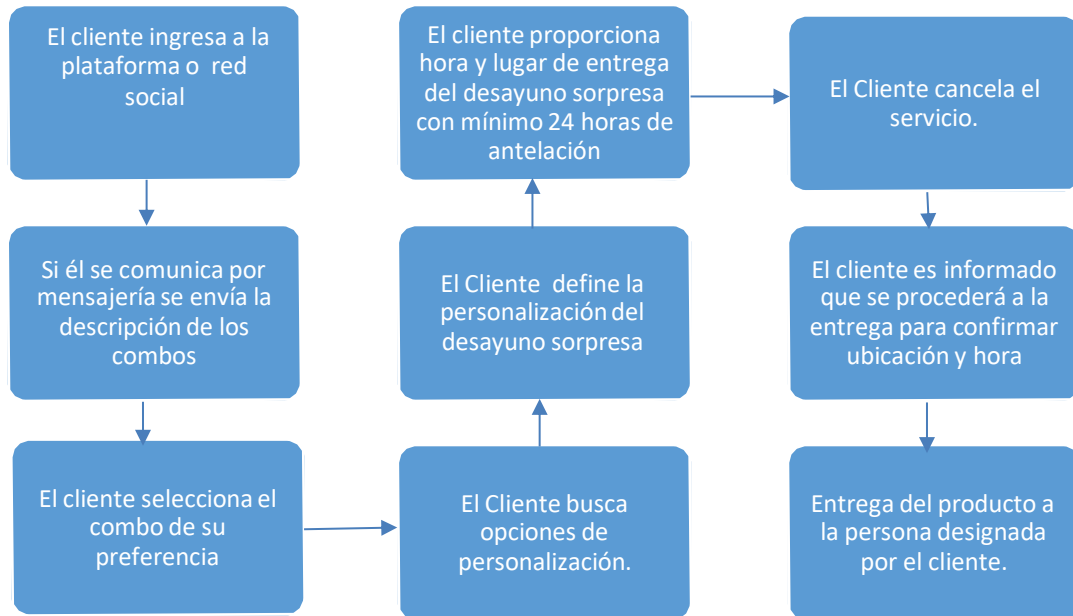 El cliente ingresa a la
plataforma o red
social
Si él se comunica por
mensajería se envía la
descripción de los
combos
El cliente selecciona el
combo de su
preferencia
El Cliente busca
opciones de
personalización.
El Cliente define la
personalización del
desayuno sorpresa
El cliente proporciona
hora y lugar de entrega
del desayuno sorpresa
con mínimo 24 horas de
antelación
El Cliente cancela el
servicio.
El cliente es informado
que se procederá a la
entrega para confirmar
ubicación y hora
Entrega del producto a
la persona designada
por el cliente.